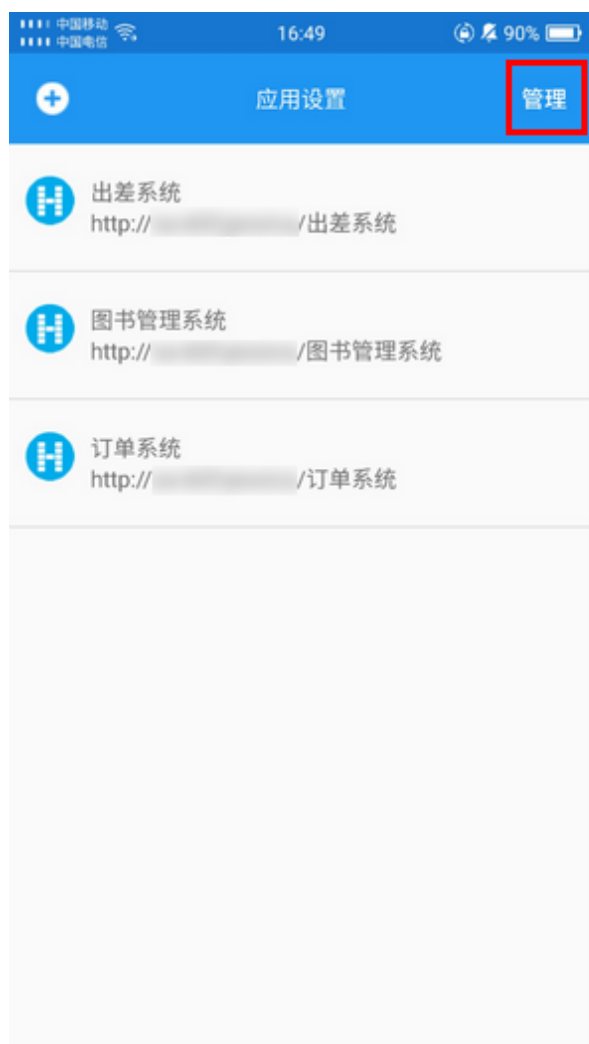 中国移动
中国电信
16:49
90%
应用设置
管理
出差系统
http:// /出差系统
图书管理系统
http:// /图书管理系统
订单系统
http:// /订单系统